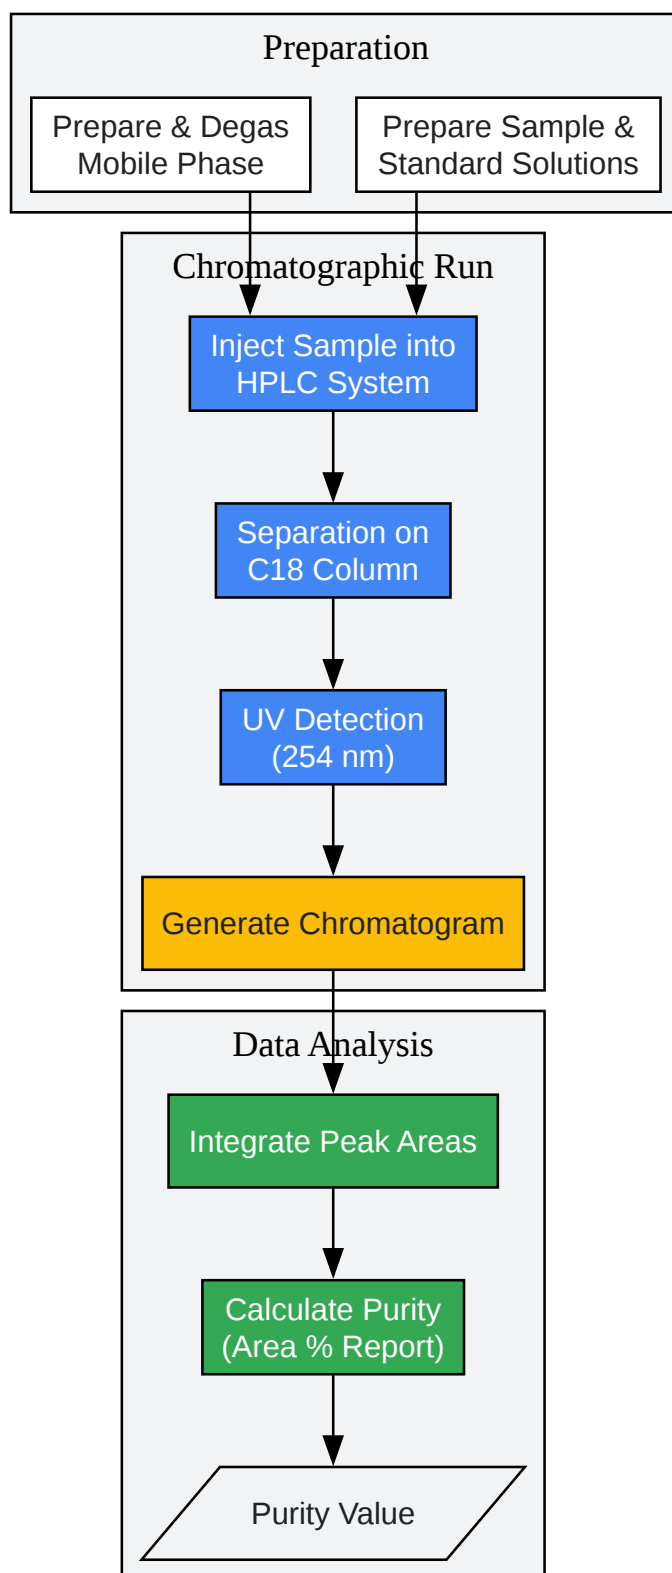 Preparation
Prepare & Degas
Mobile Phase
Prepare Sample &
Standard Solutions
Chromatographic Run
Inject Sample into
HPLC System
Separation on
C18 Column
UV Detection
(254 nm)
Generate Chromatogram
Data Analysis
Integrate Peak Areas
Calculate Purity
(Area % Report)
Purity Value